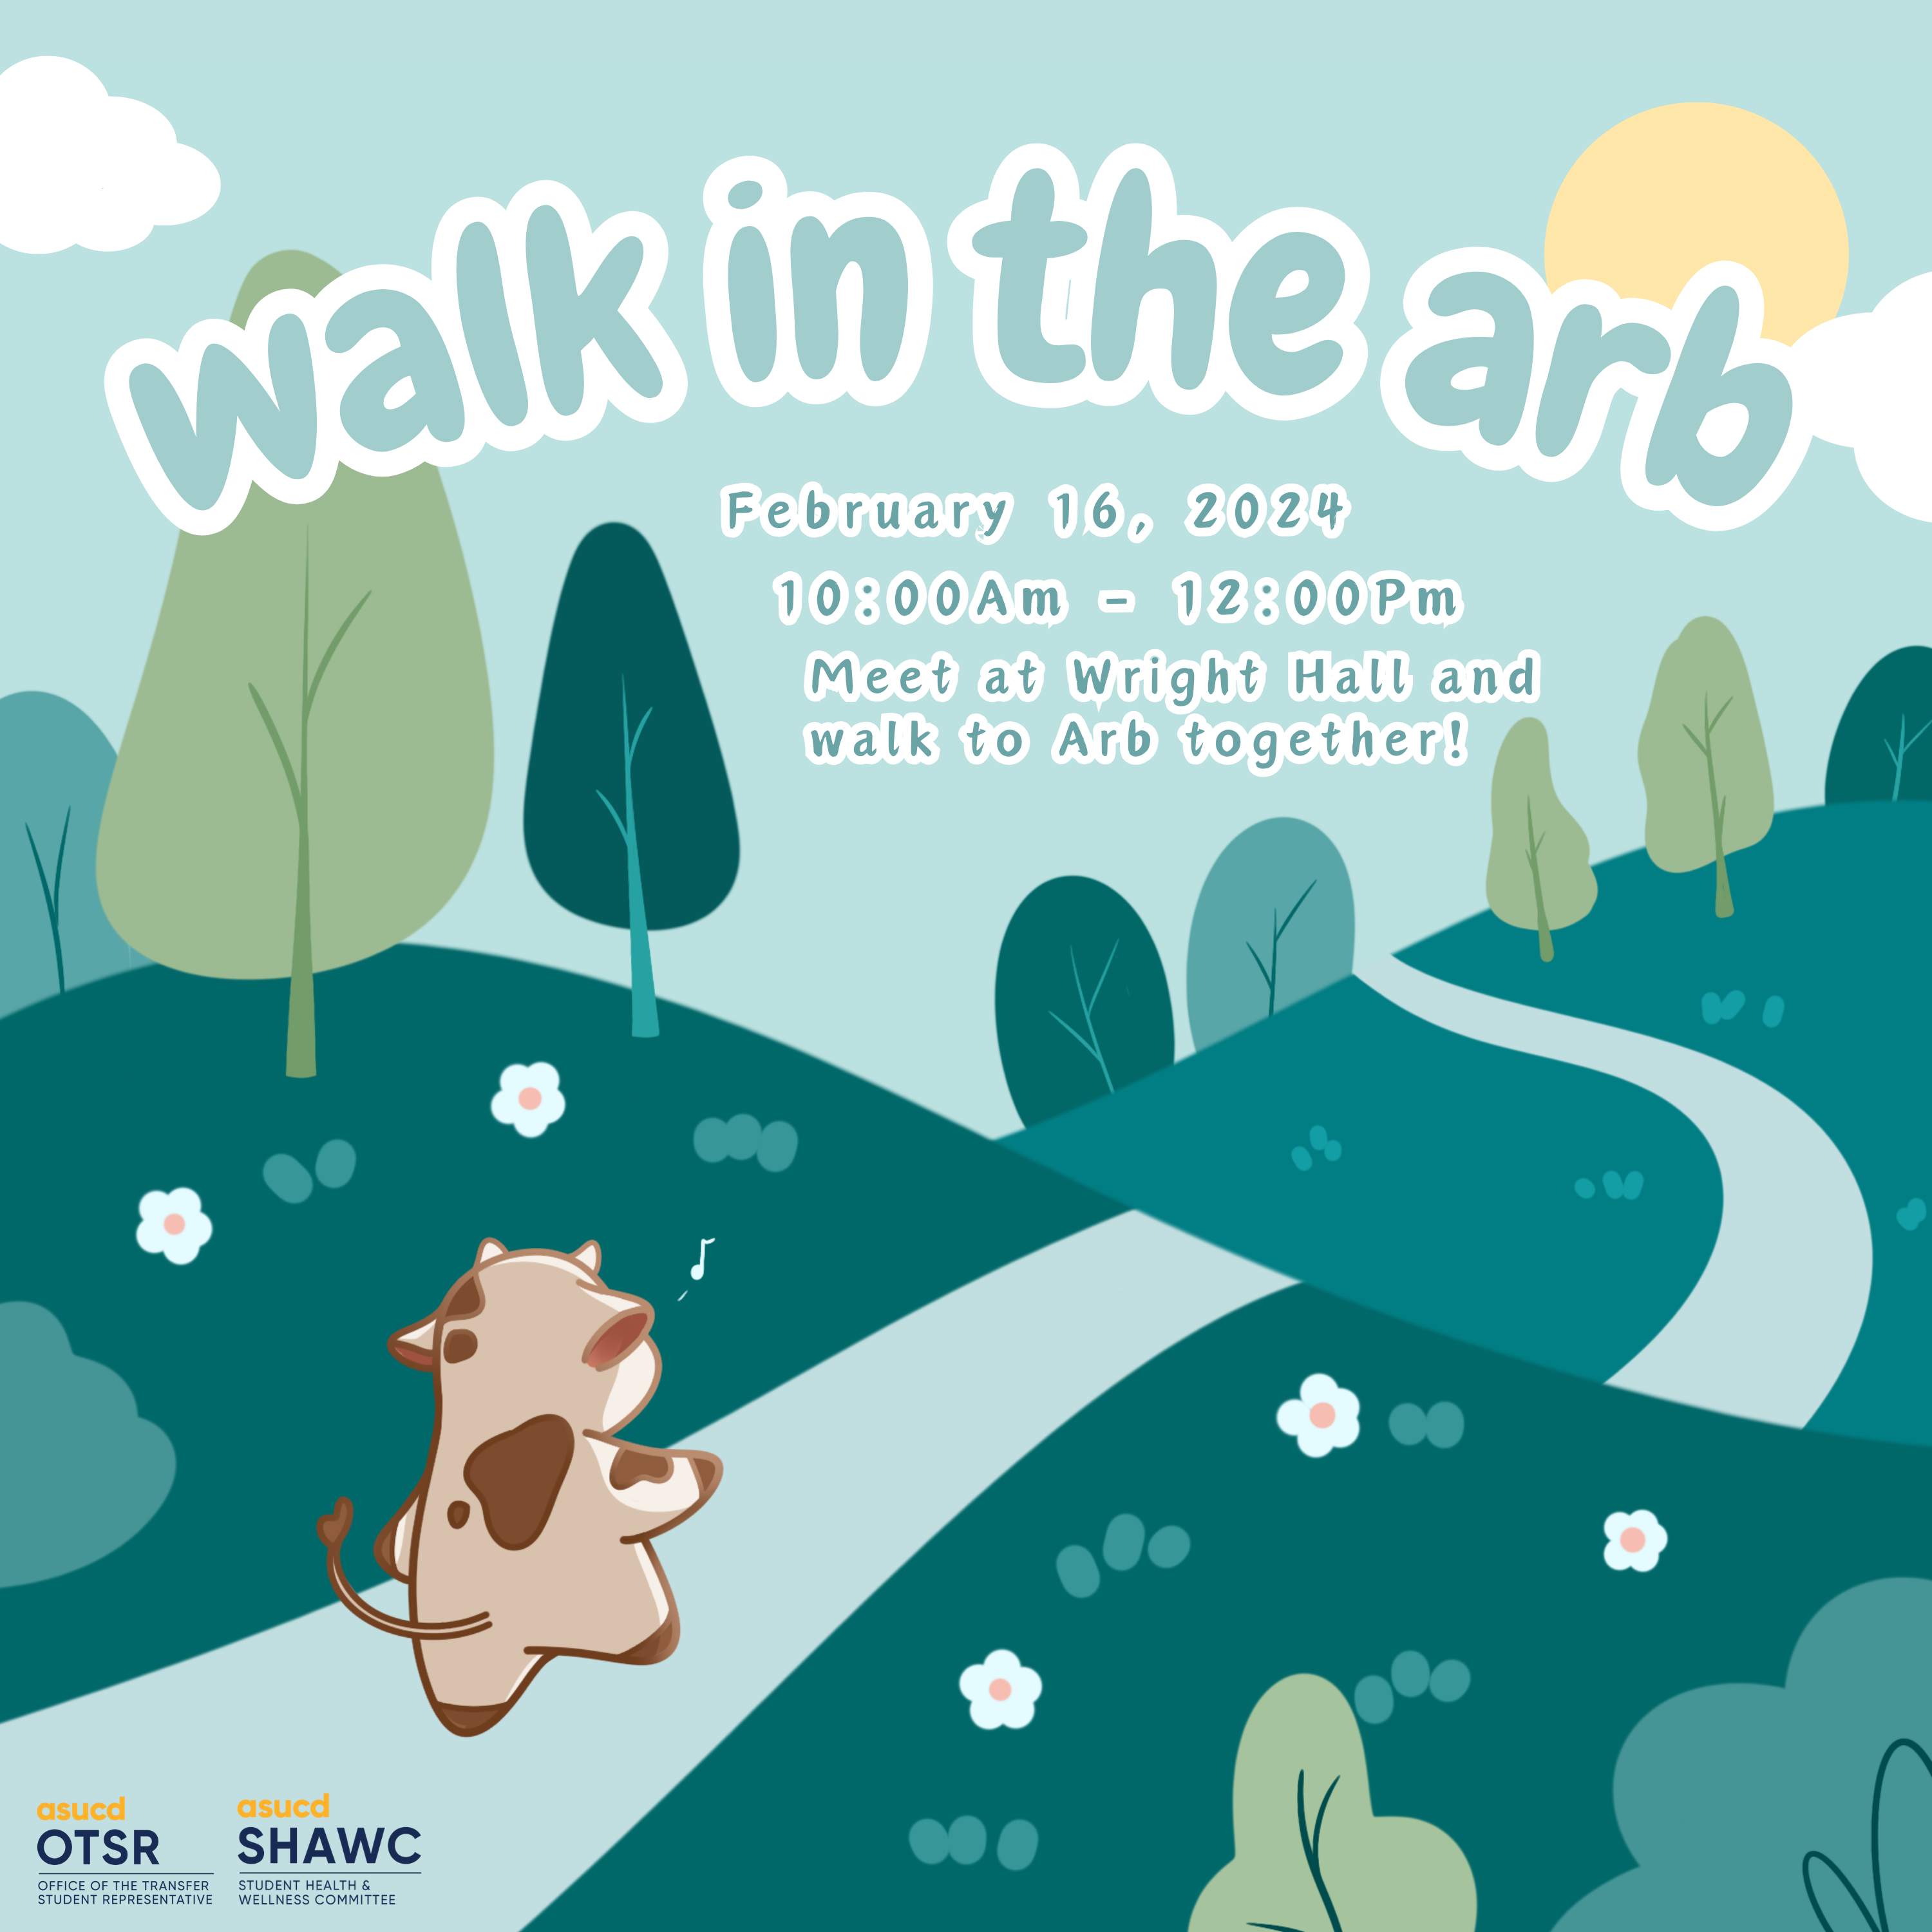 walk in the arb
February 16, 2024
10:00Am - 12:00Pm
Meet at Wright Hall and
walk to Arb together!
asucd
OTSR
OFFICE OF THE TRANSFER
STUDENT REPRESENTATIVE
asucd
SHAWC
STUDENT HEALTH &
WELLNESS COMMITTEE